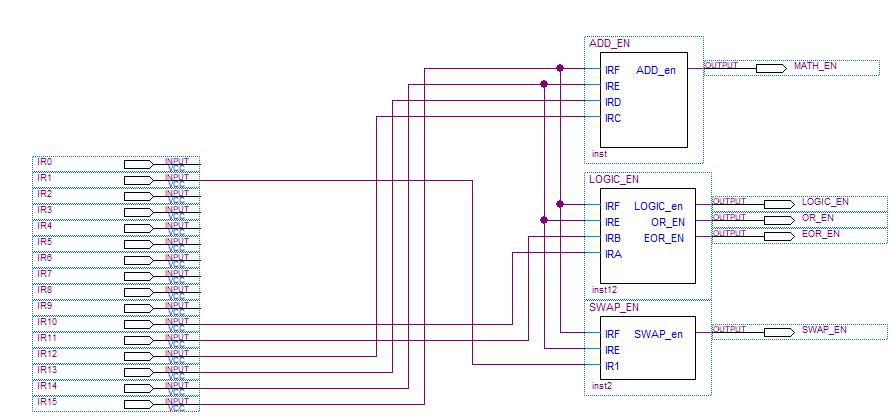 ADD_EN
IRF ADD_en OUTPUT MATH_EN
IRE
IRD
IRC
inst
IR0 INPUT VCC
IR1 INPUT VCC
IR2 INPUT VCC
IR3 INPUT VCC
IR4 INPUT VCC
IR5 INPUT VCC
IR6 INPUT VCC
IR7 INPUT VCC
IR8 INPUT VCC
IR9 INPUT VCC
IR10 INPUT VCC
IR11 INPUT VCC
IR12 INPUT VCC
IR13 INPUT VCC
IR14 INPUT VCC
IR15 INPUT VCC
LOGIC_EN
IRF LOGIC_en OUTPUT LOGIC_EN
IRE OR_EN OUTPUT OR_EN
IRB EOR_EN OUTPUT EOR_EN
IRA
inst12
SWAP_EN
IRF SWAP_en OUTPUT SWAP_EN
IRE
IR1
inst2